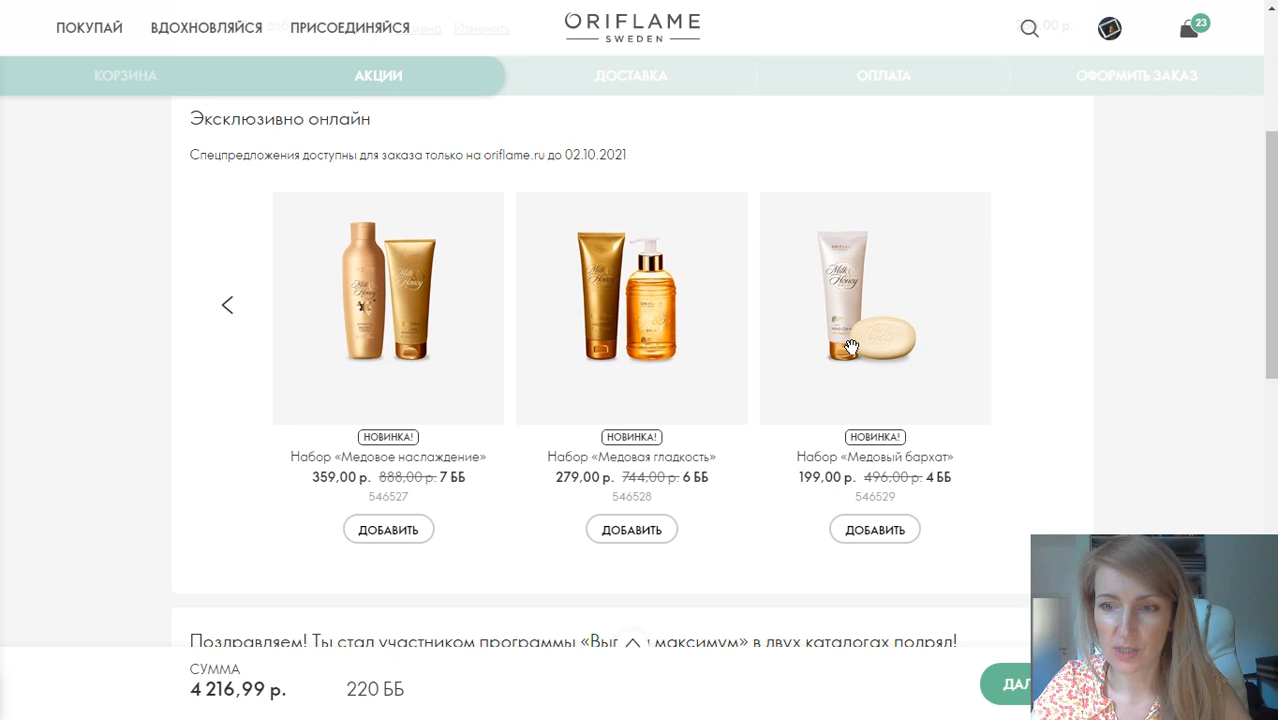 ПОКУПАЙ ВДОХНОВЛЯЙСЯ ПРИСОЕДИНЯЙСЯ Изменить
ORIFLAME
SWEDEN
23
КОРЗИНА АКЦИИ ДОСТАВКА ОПЛАТА ОФОРМИТЬ ЗАКАЗ
Эксклюзивно онлайн
Спецпредложения доступны для заказа только на oriflame.ru до 02.10.2021
Milk Honey
НОВИНКА! НОВИНКА! НОВИНКА!
Набор «Медовое наслаждение» Набор «Медовая гладкость» Набор «Медовый бархат»
359,00 р. 888,00 р. 7 ББ 279,00 р. 744,00 р. 6 ББ 199,00 р. 496,00 р. 4 ББ
546527 546528 546529
ДОБАВИТЬ ДОБАВИТЬ ДОБАВИТЬ
Поздравляем! Ты стал участником программы максимум» в двух каталогах подряд!
СУММА
4 216,99 р. 220 ББ